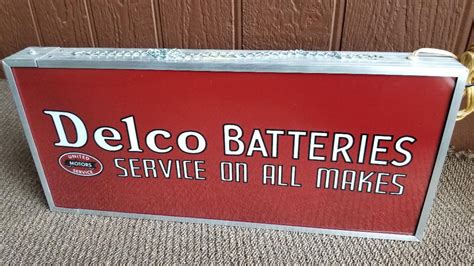 Delco BATTERIES
UNITED
MOTORS
SERVICE
SERVICE ON ALL MAKES